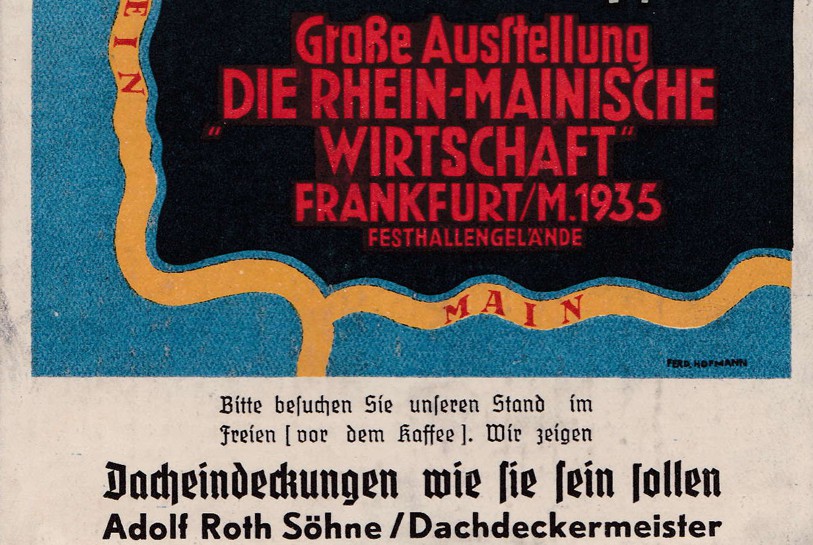 EIN
Große Ausſtellung
„DIE RHEIN-MAINISCHE
WIRTSCHAFT“
FRANKFURT/M.1935
FESTHALLENGELÄNDE
MAIN
FERD. HOFMANN
Bitte beſuchen Sie unſeren Stand im
Freien [vor dem Kaffee]. Wir zeigen
Dacheindeckungen wie ſie ſein ſollen
Adolf Roth Söhne/Dachdeckermeister